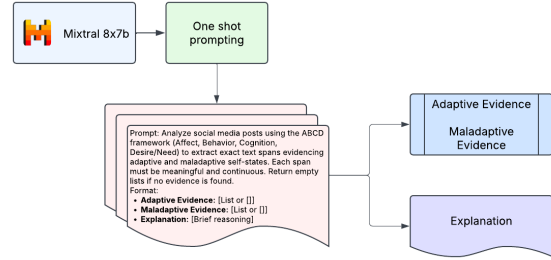 Mixtral 8x7b
One shot
prompting
Prompt: Analyze social media posts using the ABCD
framework (Affect, Behavior, Cognition,
Desire/Need) to extract exact text spans evidencing
adaptive and maladaptive self-states. Each span
must be meaningful and continuous. Return empty
lists if no evidence is found.
Format:
• Adaptive Evidence: [List or []]
• Maladaptive Evidence: [List or []]
• Explanation: [Brief reasoning]
Adaptive Evidence
Maladaptive
Evidence
Explanation